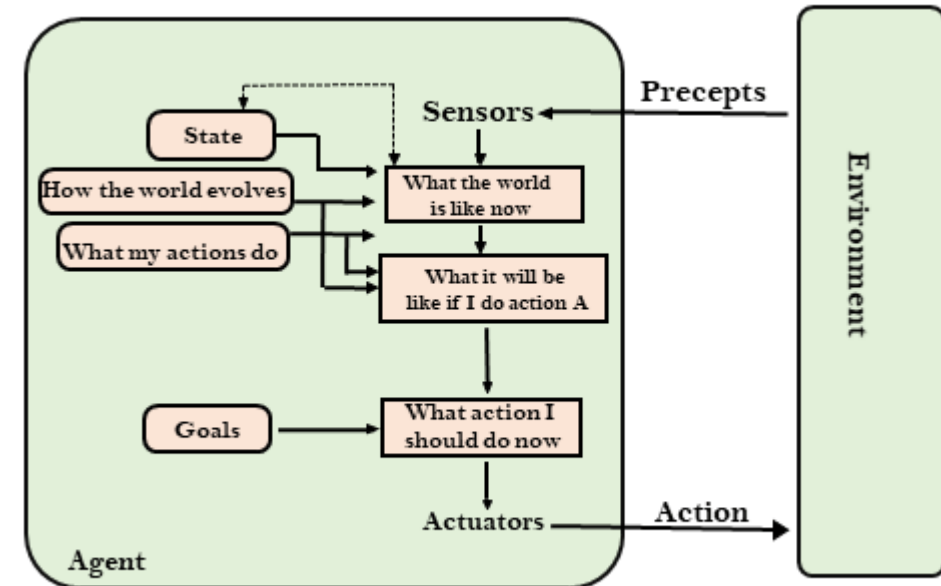 Precepts
Sensors
State
What the world
is like now
How the world evolves
What my actions do
What it will be
like if I do action A
Environment
What action I
should do now
Goals
Actuators
Action
Agent